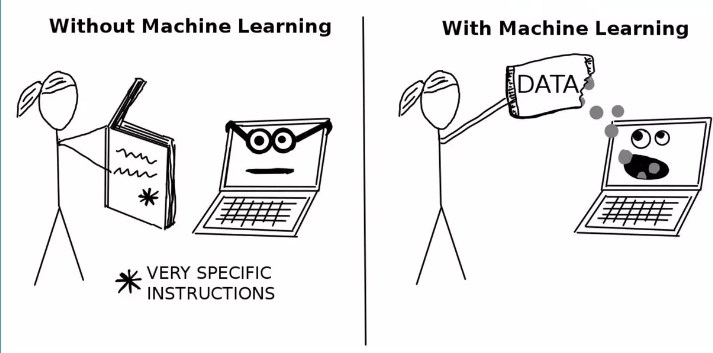 Without Machine Learning
VERY SPECIFIC
INSTRUCTIONS
With Machine Learning
DATA